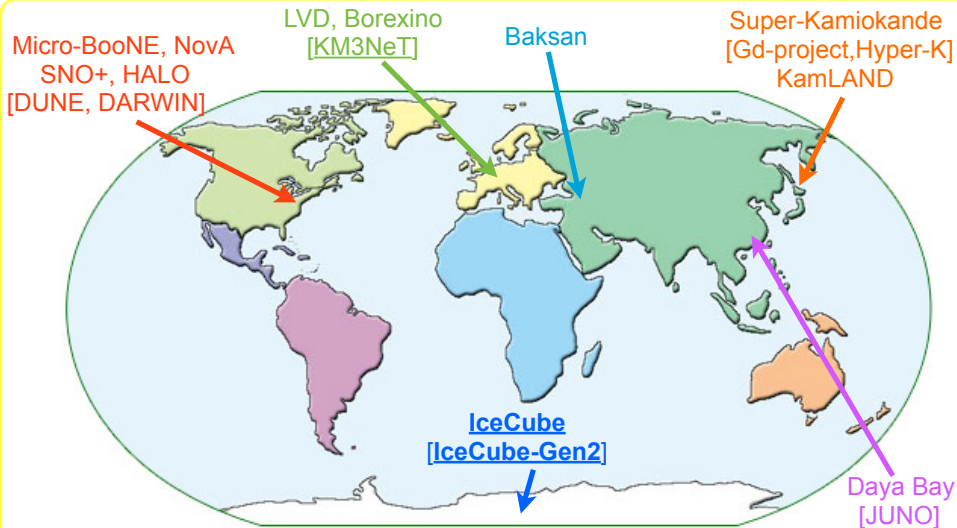 Micro-BooNE, NovA
SNO+, HALO
[DUNE, DARWIN]
LVD, Borexino
[KM3NeT]
Baksan
Super-Kamiokande
[Gd-project,Hyper-K]
KamLAND
IceCube
[IceCube-Gen2]
Daya Bay
[JUNO]